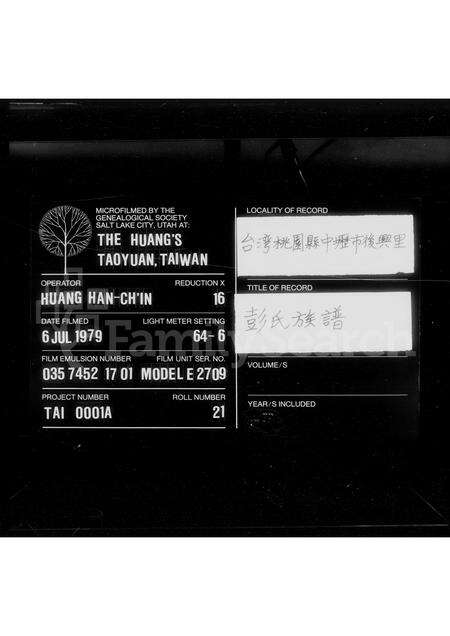 MICROFILMED BY THE
GENEALOGICAL SOCIETY
SALT LAKE CITY, UTAH AT:
THE HUANG'S
TAOYUAN, TAIWAN
OPERATOR REDUCTION X
HUANG HAN-CH'IN 16
DATE FILMED LIGHT METER SETTING
6 JUL 1979 64-6
FILM EMULSION NUMBER FILM UNIT SER. NO.
035 7452 17 01 MODEL E 2709
PROJECT NUMBER ROLL NUMBER
TAI 0001A 21
LOCALITY OF RECORD
台湾桃園縣中壢市後興里
TITLE OF RECORD
彭氏族譜
VOLUME/S
YEAR/S INCLUDED
FamilySearch